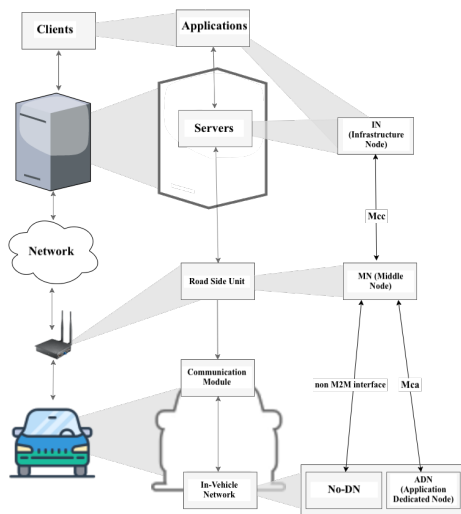 Clients
Applications
Servers
IN
(Infrastructure
Node)
Mcc
Network
Road Side Unit
MN (Middle
Node)
Communication
Module
non M2M interface
Mca
In-Vehicle
Network
No-DN
ADN
(Application
Dedicated Node)